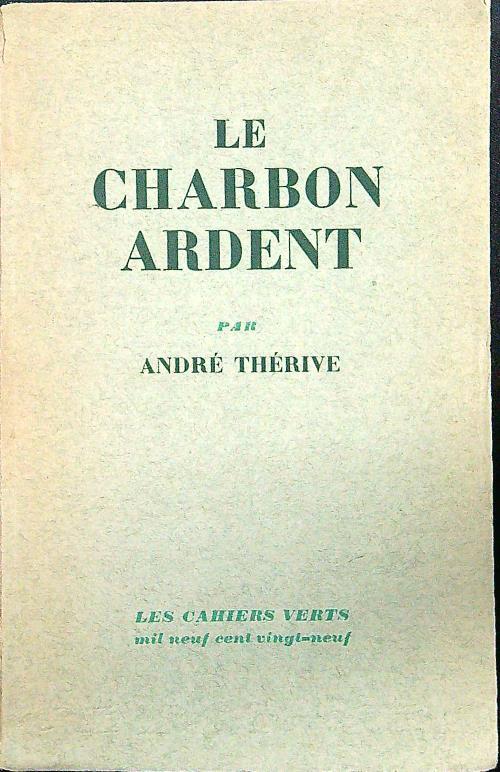 LE
CHARBON
ARDENT
PAR
ANDRÉ THÉRIVE
LES CAHIERS VERTS
mil neuf cent vingt-neuf